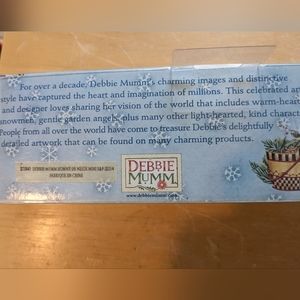 For over a decade, Debbie Mumm's charming images and distinctive
style have captured the heart and imagination of millions. This celebrated ar
and designer loves sharing her vision of the world that includes warm-heart
snowmen, gentle garden angels, plus many other light-hearted, kind charac
People from all over the world have come to treasure Debbie's delightfully
detailed artwork that can be found on many charming products.
DEBBIE
MUMM
www.debbiemumm.com